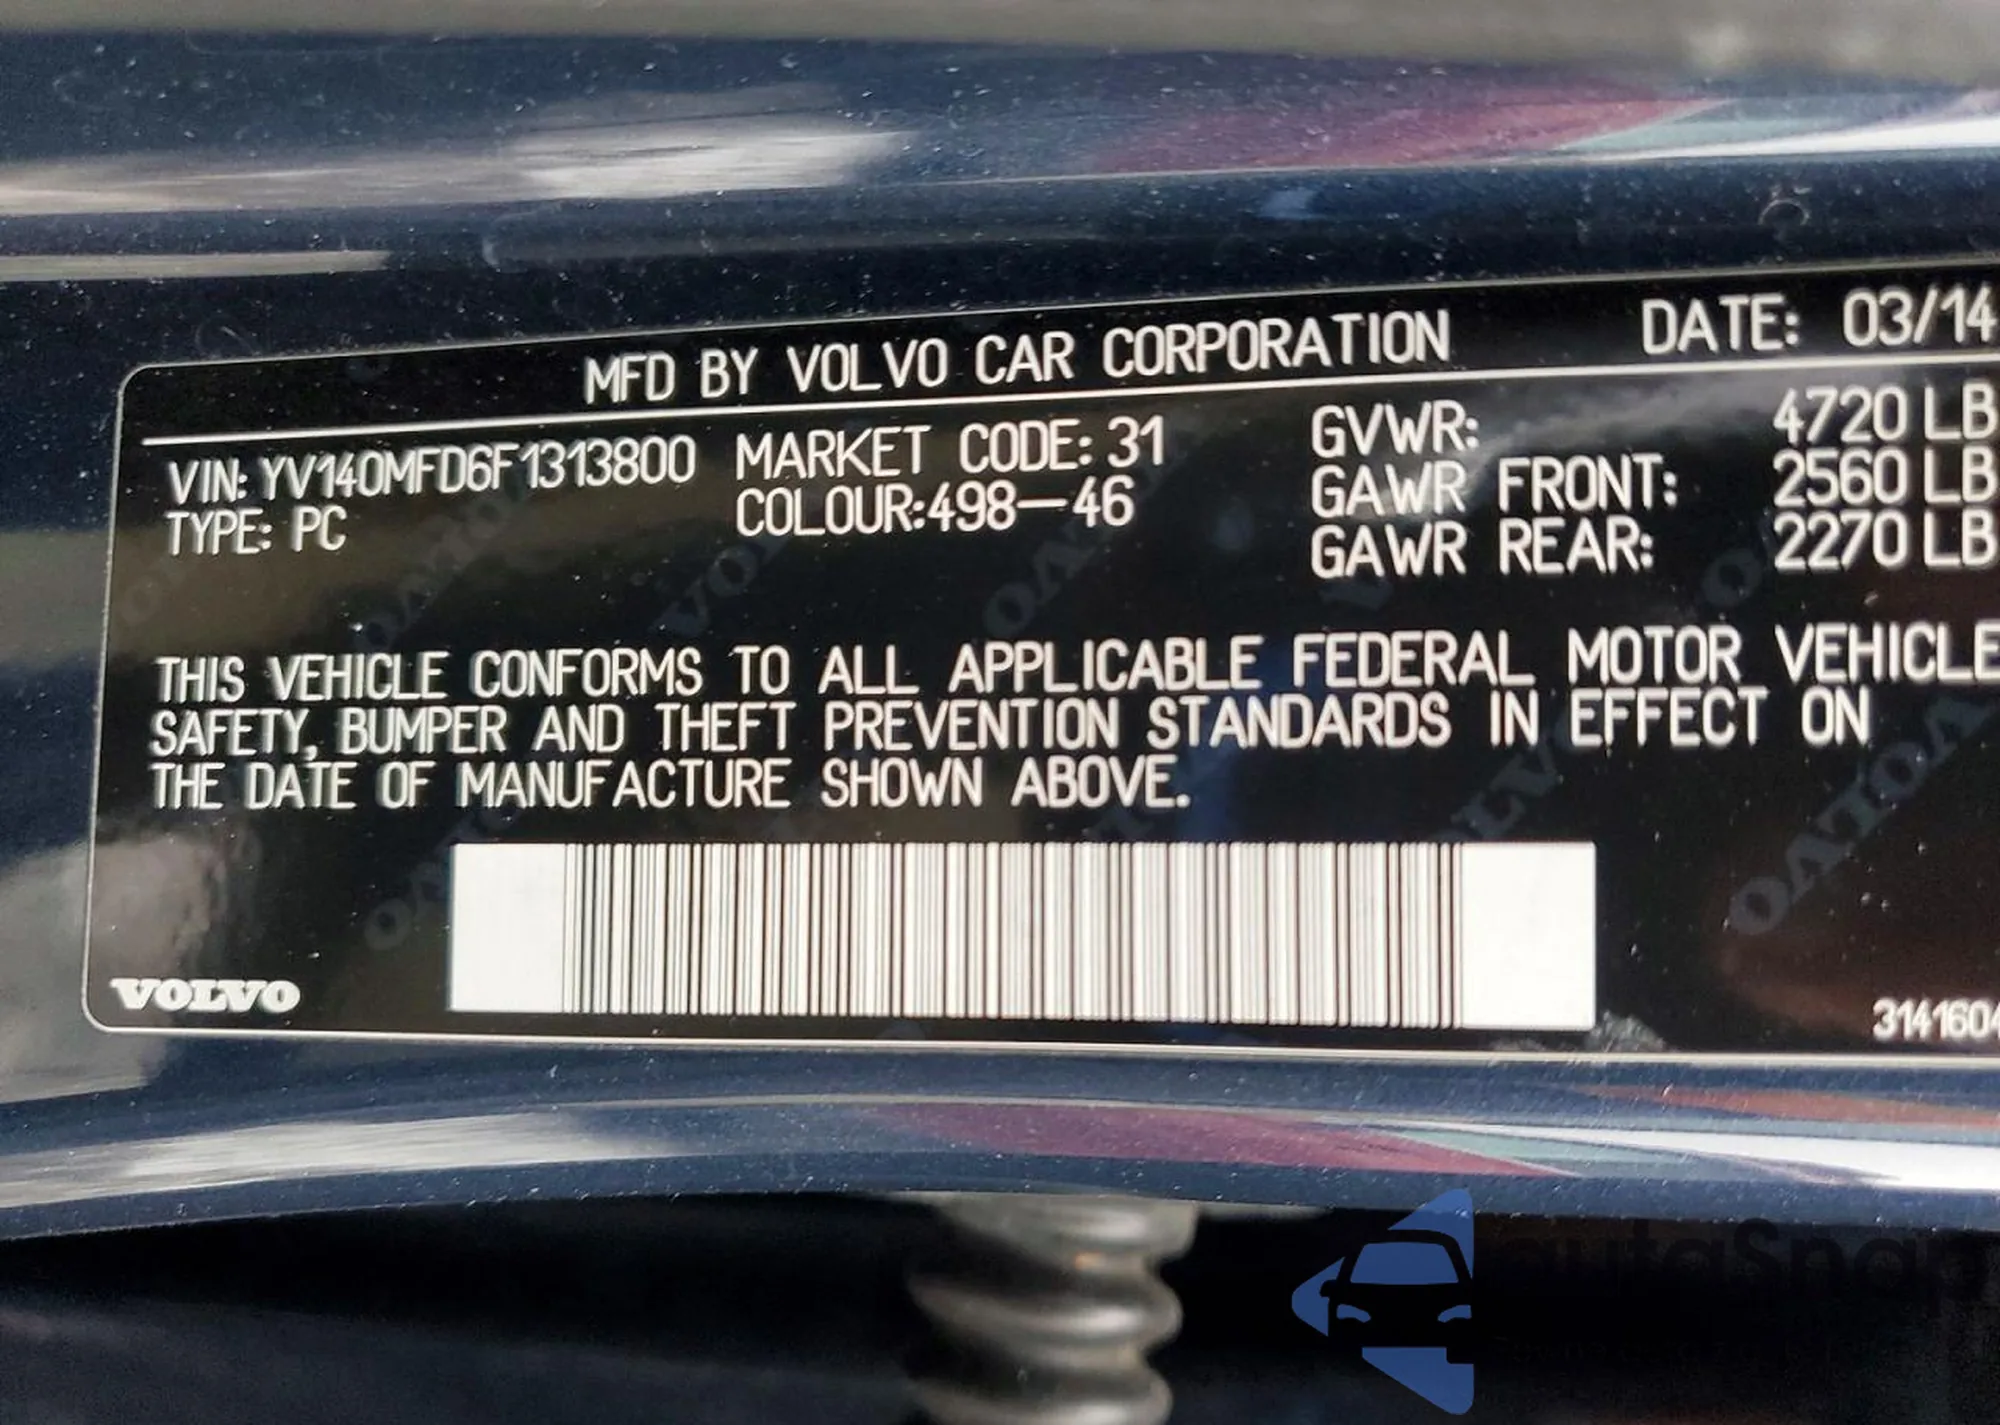 MFD BY VOLVO CAR CORPORATION DATE: 03/14
VIN: YV140MFD6F1313800 MARKET CODE: 31 GVWR: 4720 LB
TYPE: PC COLOUR:498-46 GAWR FRONT: 2560 LB
GAWR REAR: 2270 LB
THIS VEHICLE CONFORMS TO ALL APPLICABLE FEDERAL MOTOR VEHICLE
SAFETY, BUMPER AND THEFT PREVENTION STANDARDS IN EFFECT ON
THE DATE OF MANUFACTURE SHOWN ABOVE.
VOLVO
3141604
autaSnap